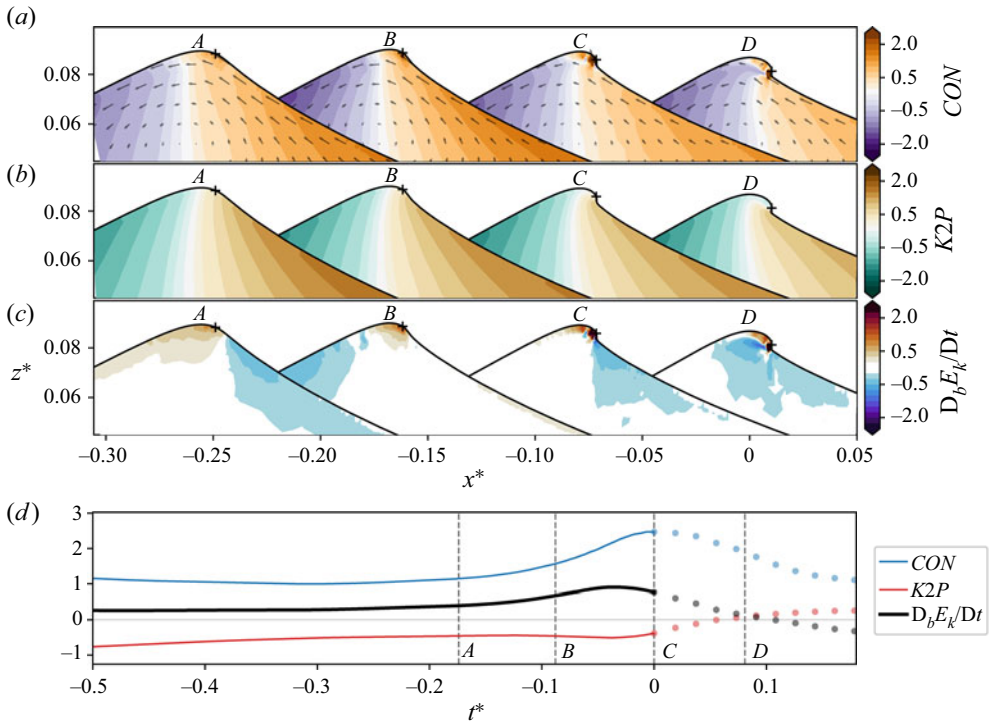 (a)
A B C D
0.08
0.06
2.0
0.5
−0.5
−2.0
CON
(b)
A B C D
0.08
0.06
2.0
0.5
−0.5
−2.0
K2P
(c)
A B C D
0.08
0.06
z*
2.0
0.5
−0.5
−2.0
D_bE_k/Dt
−0.30 −0.25 −0.20 −0.15 −0.10 −0.05 0 0.05
x*
(d)
3
2
1
0
−1
A B C D
−0.5 −0.4 −0.3 −0.2 −0.1 0 0.1
t*
CON
K2P
D_bE_k/Dt